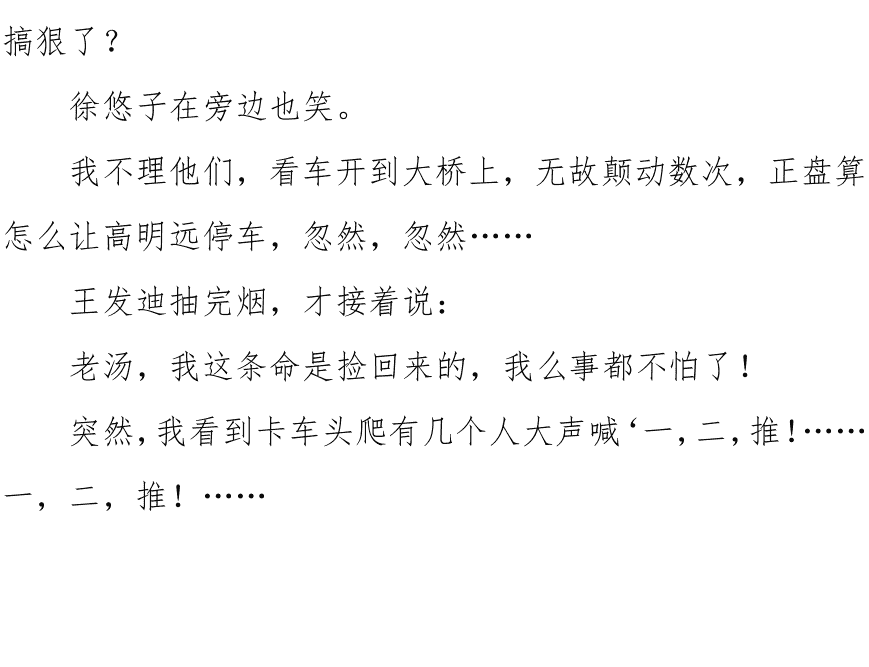 搞狠了？
徐悠子在旁边也笑。
我不理他们，看车开到大桥上，无故颠动数次，正盘算
怎么让高明远停车，忽然，忽然……
王发迪抽完烟，才接着说：
老汤，我这条命是捡回来的，我么事都不怕了！
突然，我看到卡车头爬有几个人大声喊‘一，二，推！……
一，二，推！……